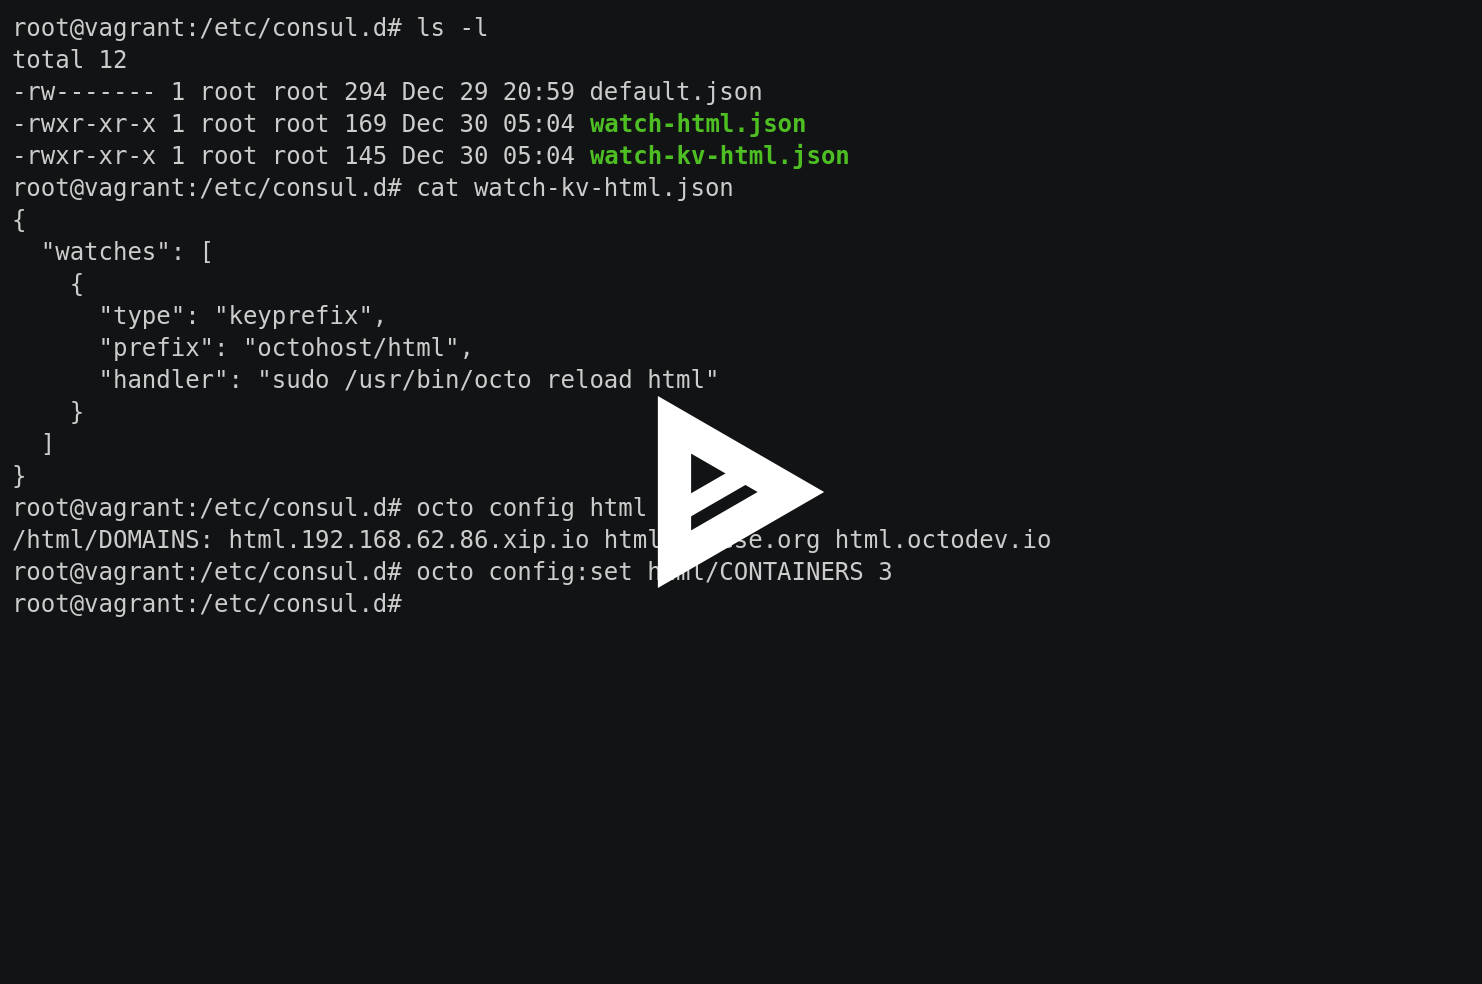 root@vagrant:/etc/consul.d# ls -l
total 12
-rw------- 1 root root 294 Dec 29 20:59 default.json
-rwxr-xr-x 1 root root 169 Dec 30 05:04 watch-html.json
-rwxr-xr-x 1 root root 145 Dec 30 05:04 watch-kv-html.json
root@vagrant:/etc/consul.d# cat watch-kv-html.json
{
  "watches": [
    {
      "type": "keyprefix",
      "prefix": "octohost/html",
      "handler": "sudo /usr/bin/octo reload html"
    }
  ]
}
root@vagrant:/etc/consul.d# octo config html
/html/DOMAINS: html.192.168.62.86.xip.io html.octodev.io
root@vagrant:/etc/consul.d# octo config:set html/CONTAINERS 3
root@vagrant:/etc/consul.d#